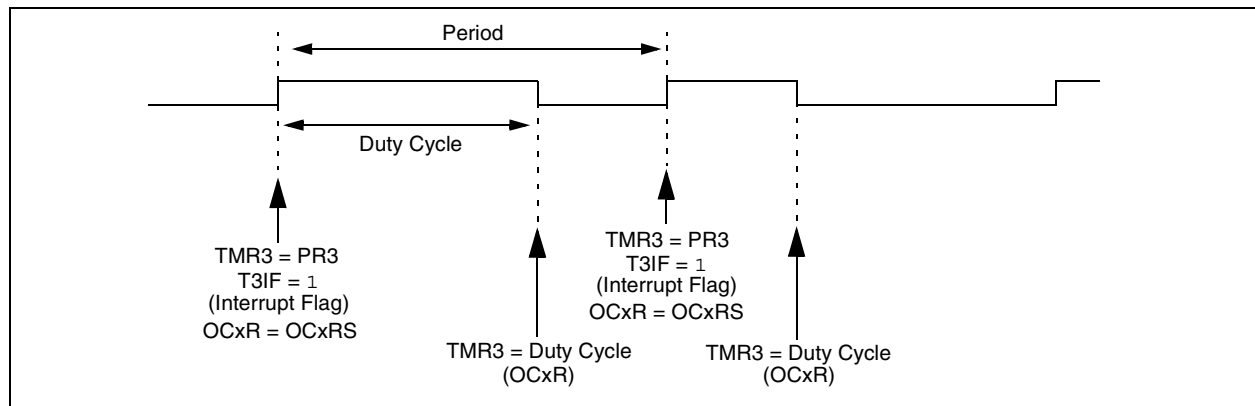 Period
Duty Cycle
TMR3 = PR3
T3IF = 1
(Interrupt Flag)
OCxR = OCxRS
TMR3 = Duty Cycle
(OCxR)
TMR3 = PR3
T3IF = 1
(Interrupt Flag)
OCxR = OCxRS
TMR3 = Duty Cycle
(OCxR)